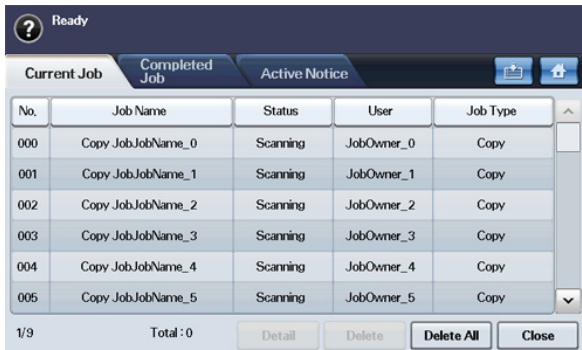 ? Ready
Current Job Completed Job Active Notice
No. Job Name Status User Job Type
000 Copy JobJobName_0 Scanning JobOwner_0 Copy
001 Copy JobJobName_1 Scanning JobOwner_1 Copy
002 Copy JobJobName_2 Scanning JobOwner_2 Copy
003 Copy JobJobName_3 Scanning JobOwner_3 Copy
004 Copy JobJobName_4 Scanning JobOwner_4 Copy
005 Copy JobJobName_5 Scanning JobOwner_5 Copy
1/9 Total : 0 Detail Delete Delete All Close